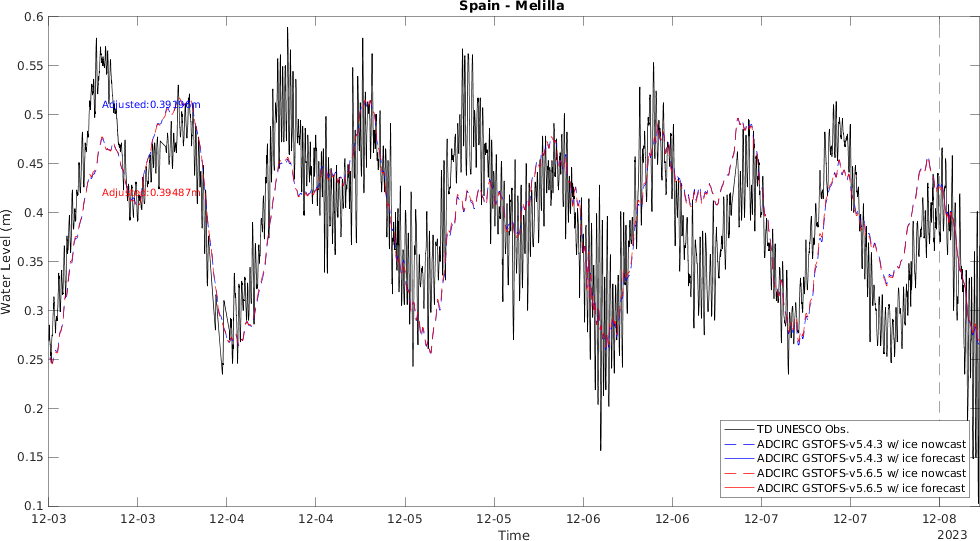 Spain - Melilla
0.6
0.55
0.5
0.45
0.4
0.35
0.3
0.25
0.2
0.15
0.1
Water Level (m)
Adjusted:
Adjusted:0.39487m
TD UNESCO Obs.
ADCIRC GSTOFS-v5.4.3 w/ ice nowcast
ADCIRC GSTOFS-v5.4.3 w/ ice forecast
ADCIRC GSTOFS-v5.6.5 w/ ice nowcast
ADCIRC GSTOFS-v5.6.5 w/ ice forecast
12-03 12-03 12-04 12-04 12-05 12-05 12-06 12-06 12-07 12-07 12-08
2023
Time